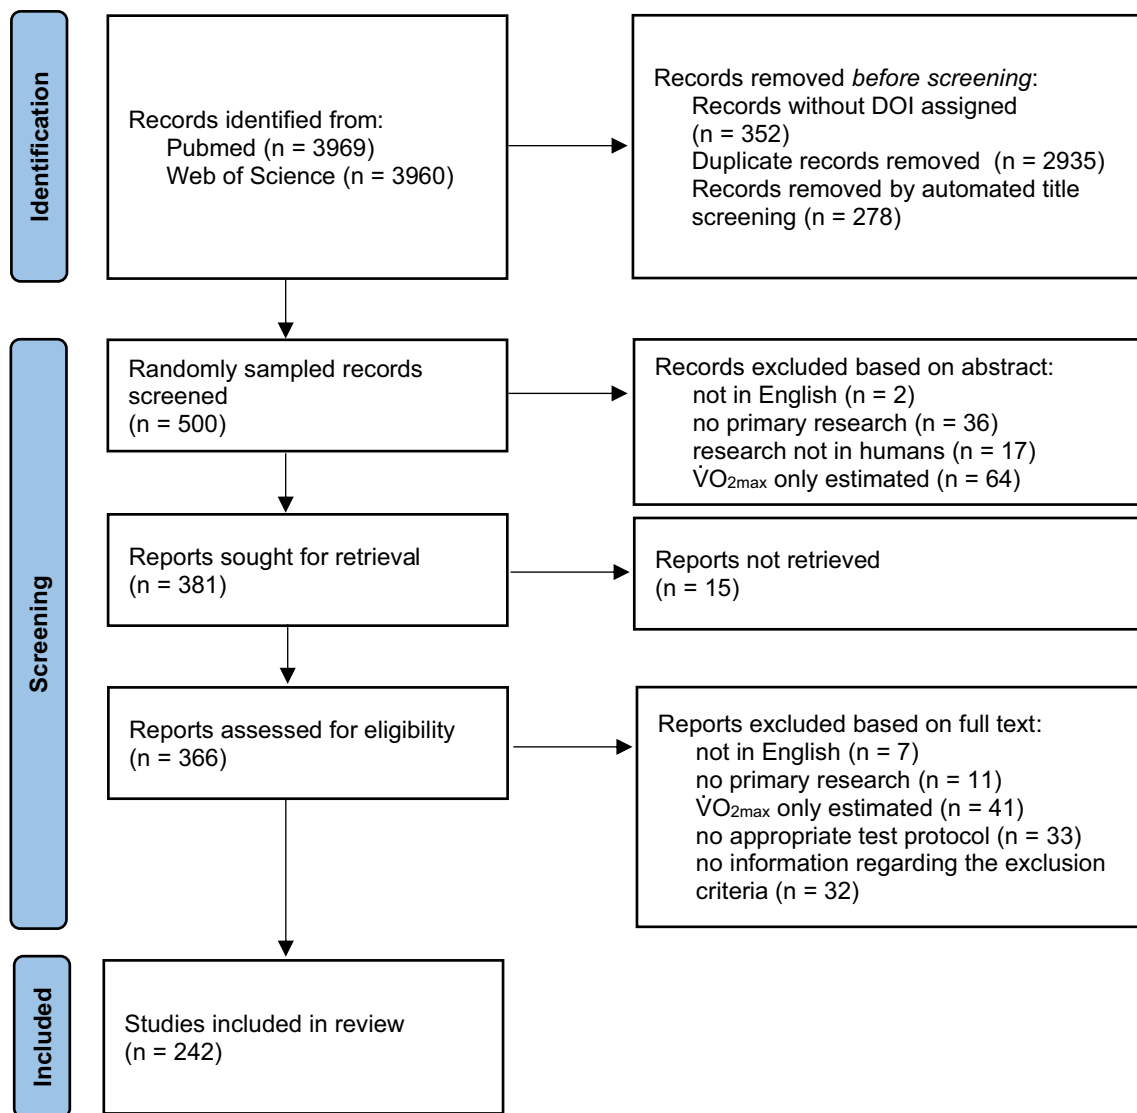 Identification
Records identified from:
Pubmed (n = 3969)
Web of Science (n = 3960)
Records removed before screening:
Records without DOI assigned
(n = 352)
Duplicate records removed  (n = 2935)
Records removed by automated title
screening (n = 278)
Screening
Randomly sampled records
screened
(n = 500)
Records excluded based on abstract:
not in English (n = 2)
no primary research (n = 36)
research not in humans (n = 17)
V̇O2max only estimated (n = 64)
Reports sought for retrieval
(n = 381)
Reports not retrieved
(n = 15)
Reports assessed for eligibility
(n = 366)
Reports excluded based on full text:
not in English (n = 7)
no primary research (n = 11)
V̇O2max only estimated (n = 41)
no appropriate test protocol (n = 33)
no information regarding the exclusion
criteria (n = 32)
Included
Studies included in review
(n = 242)